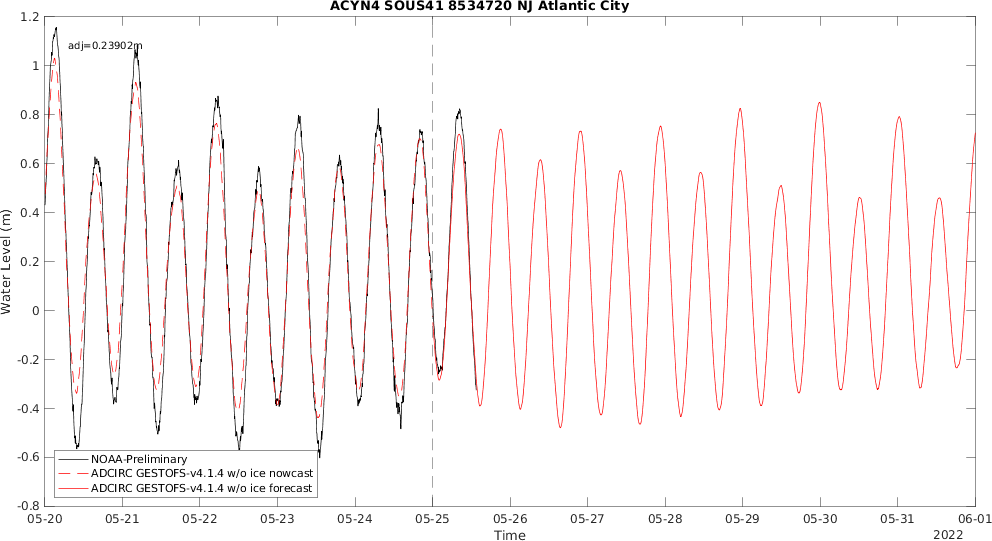 ACYN4 SOUS41 8534720 NJ Atlantic City
adj=0.23902m
Water Level (m)
1.2
1
0.8
0.6
0.4
0.2
0
-0.2
-0.4
-0.6
-0.8
NOAA-Preliminary
ADCIRC GESTOFS-v4.1.4 w/o ice nowcast
ADCIRC GESTOFS-v4.1.4 w/o ice forecast
05-20 05-21 05-22 05-23 05-24 05-25 05-26 05-27 05-28 05-29 05-30 05-31 06-01
Time
2022